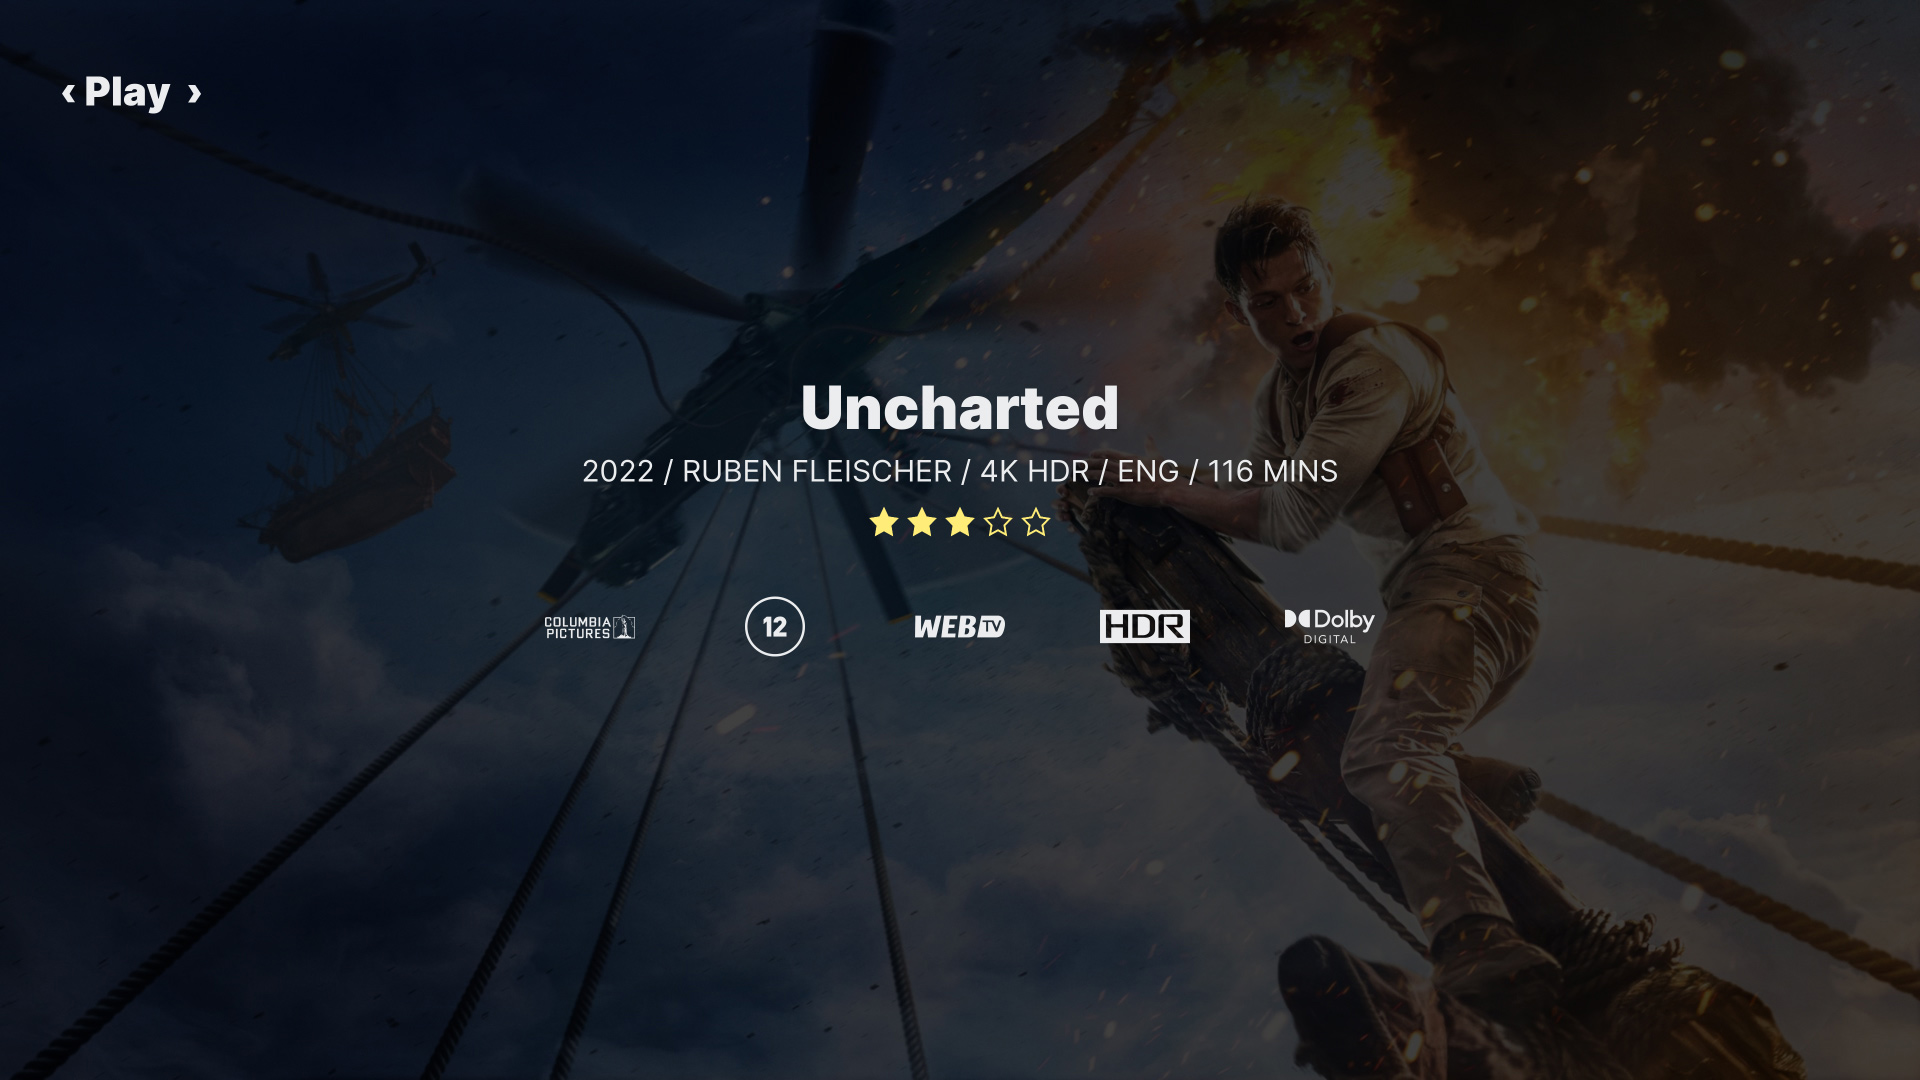 ‹ Play ›
Uncharted
2022 / RUBEN FLEISCHER / 4K HDR / ENG / 116 MINS
COLUMBIA
PICTURES
12
WEB TV
HDR
Dolby
DIGITAL